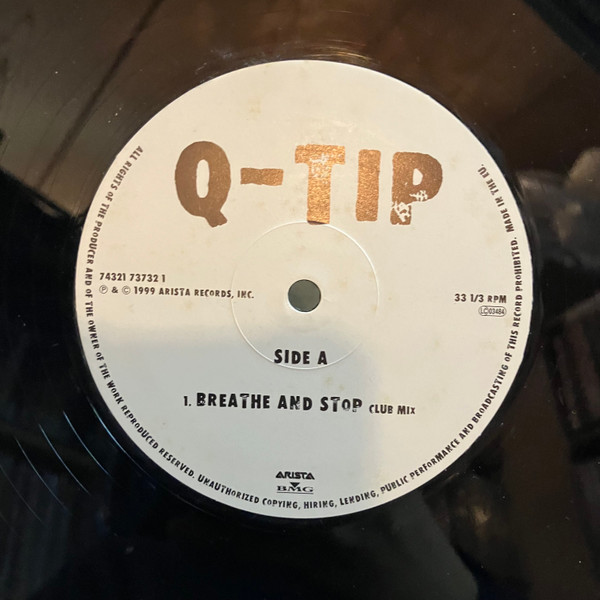 Q-TIP
74321 73732 1
℗ & © 1999 ARISTA RECORDS, INC.
33 1/3 RPM
LC03484
SIDE A
1. BREATHE AND STOP CLUB MIX
ARISTA
BMG
ALL RIGHTS OF THE PRODUCER AND OF THE OWNER OF THE WORK REPRODUCED RESERVED. UNAUTHORIZED COPYING, HIRING, LENDING, PUBLIC PERFORMANCE AND BROADCASTING OF THIS RECORD PROHIBITED. MADE IN THE EU.